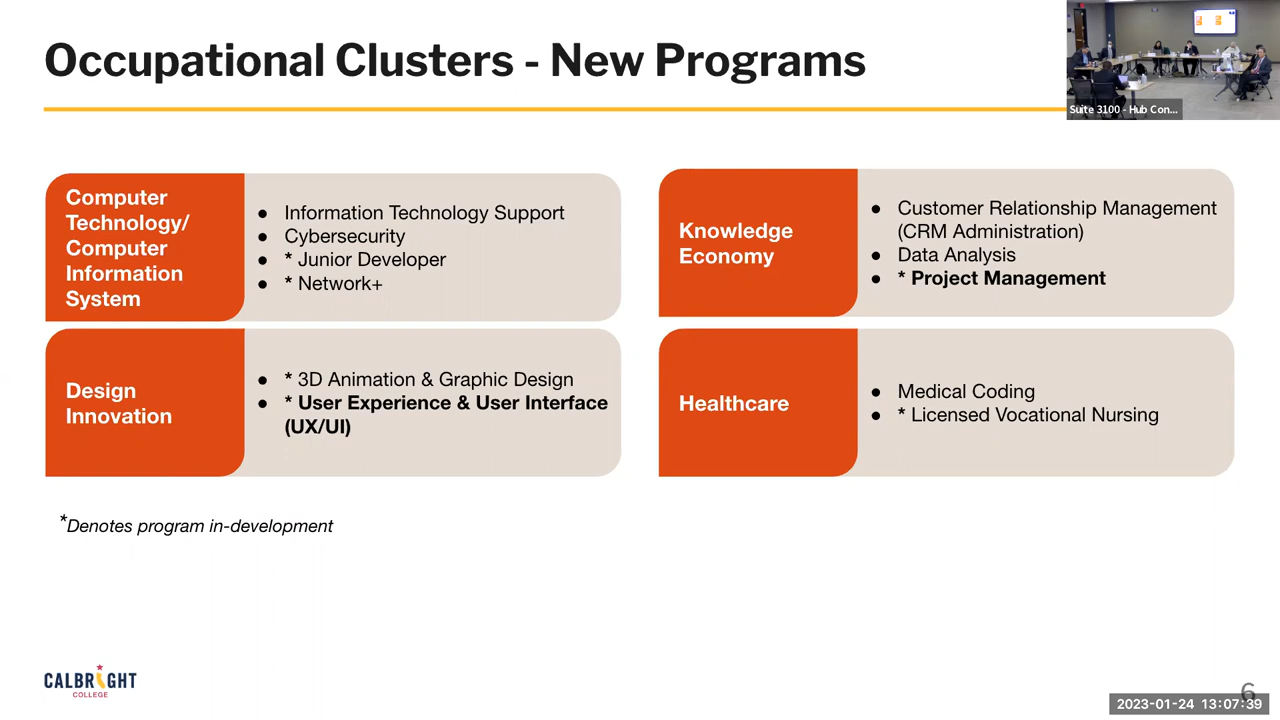 Occupational Clusters - New Programs
Suite 3100 - Hub Con...
Computer
Technology/
Computer
Information
System
● Information Technology Support
● Cybersecurity
● * Junior Developer
● * Network+
Knowledge
Economy
● Customer Relationship Management
(CRM Administration)
● Data Analysis
● * Project Management
Design
Innovation
● * 3D Animation & Graphic Design
● * User Experience & User Interface
(UX/UI)
Healthcare
● Medical Coding
● * Licensed Vocational Nursing
*Denotes program in-development
CALBRIGHT
COLLEGE
6
2023-01-24 13:07:39